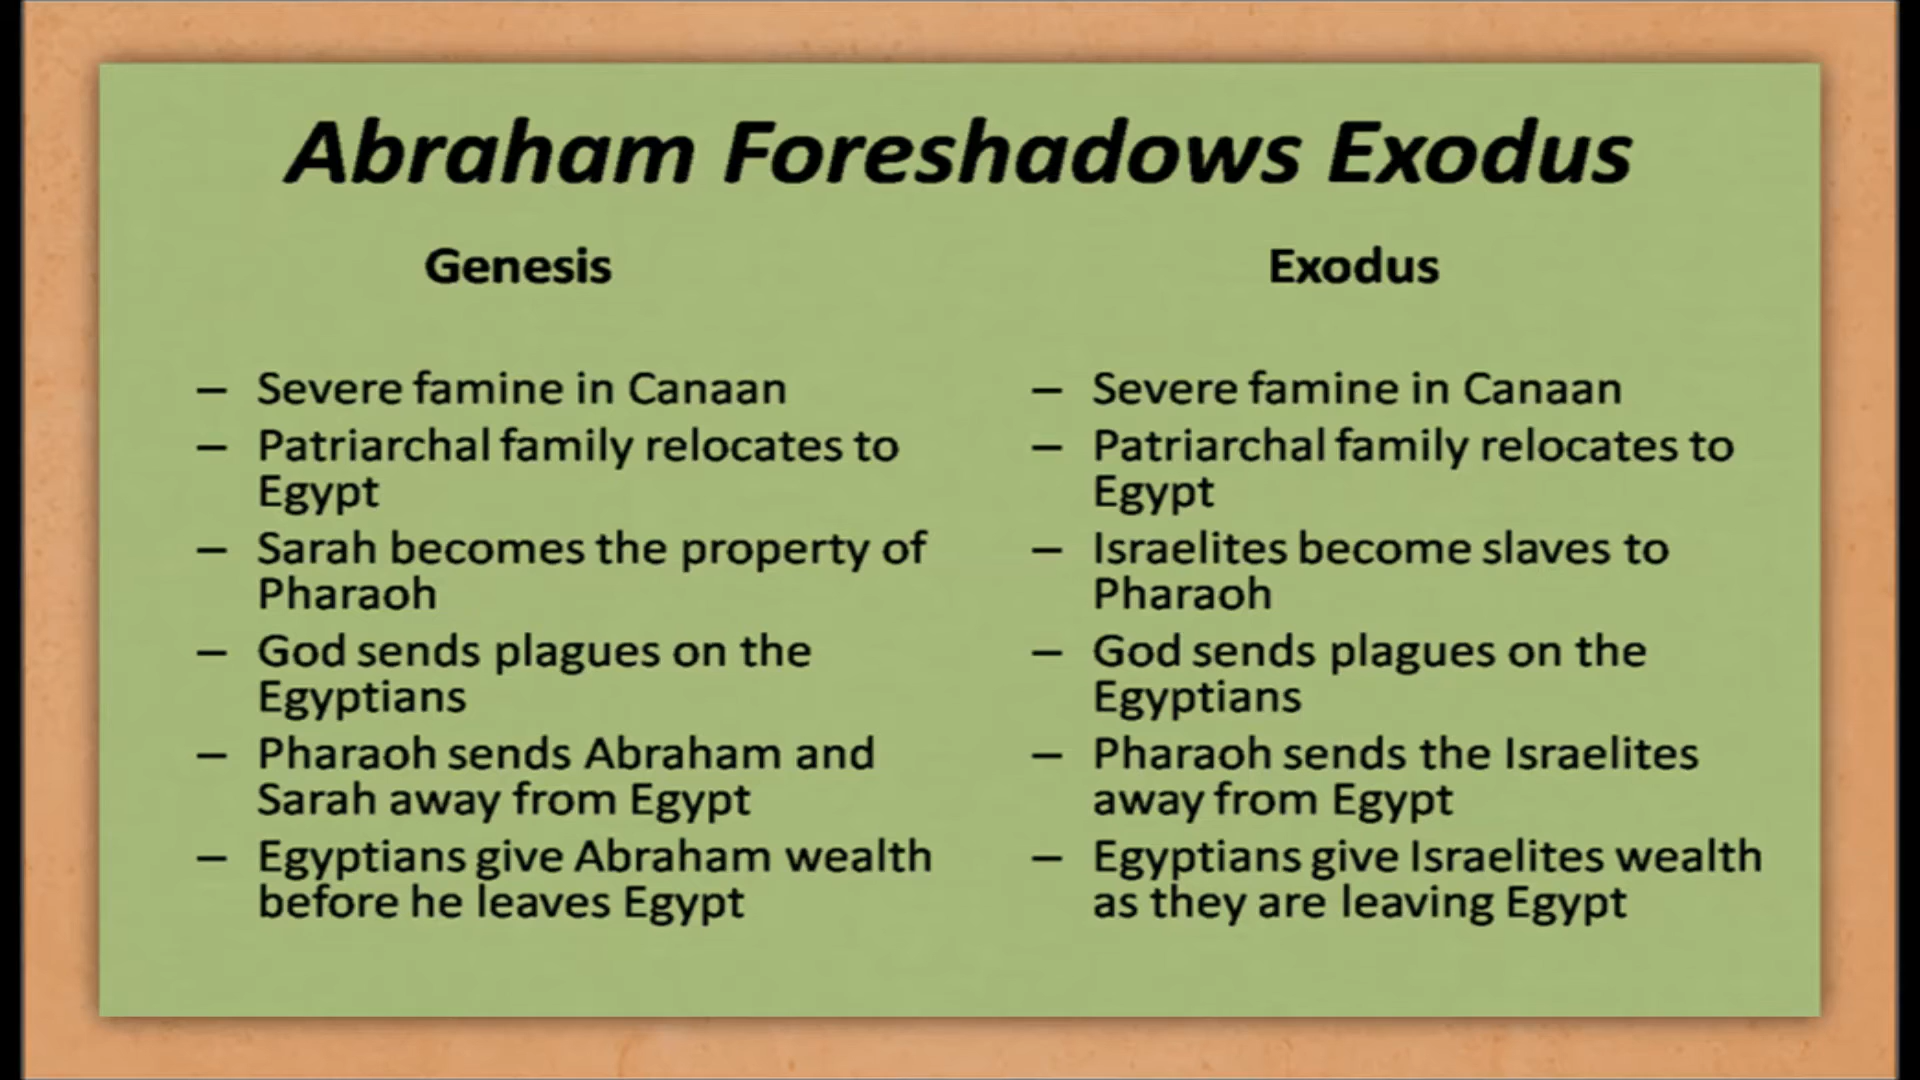 Abraham Foreshadows Exodus
Genesis
– Severe famine in Canaan
– Patriarchal family relocates to
Egypt
– Sarah becomes the property of
Pharaoh
– God sends plagues on the
Egyptians
– Pharaoh sends Abraham and
Sarah away from Egypt
– Egyptians give Abraham wealth
before he leaves Egypt
Exodus
– Severe famine in Canaan
– Patriarchal family relocates to
Egypt
– Israelites become slaves to
Pharaoh
– God sends plagues on the
Egyptians
– Pharaoh sends the Israelites
away from Egypt
– Egyptians give Israelites wealth
as they are leaving Egypt